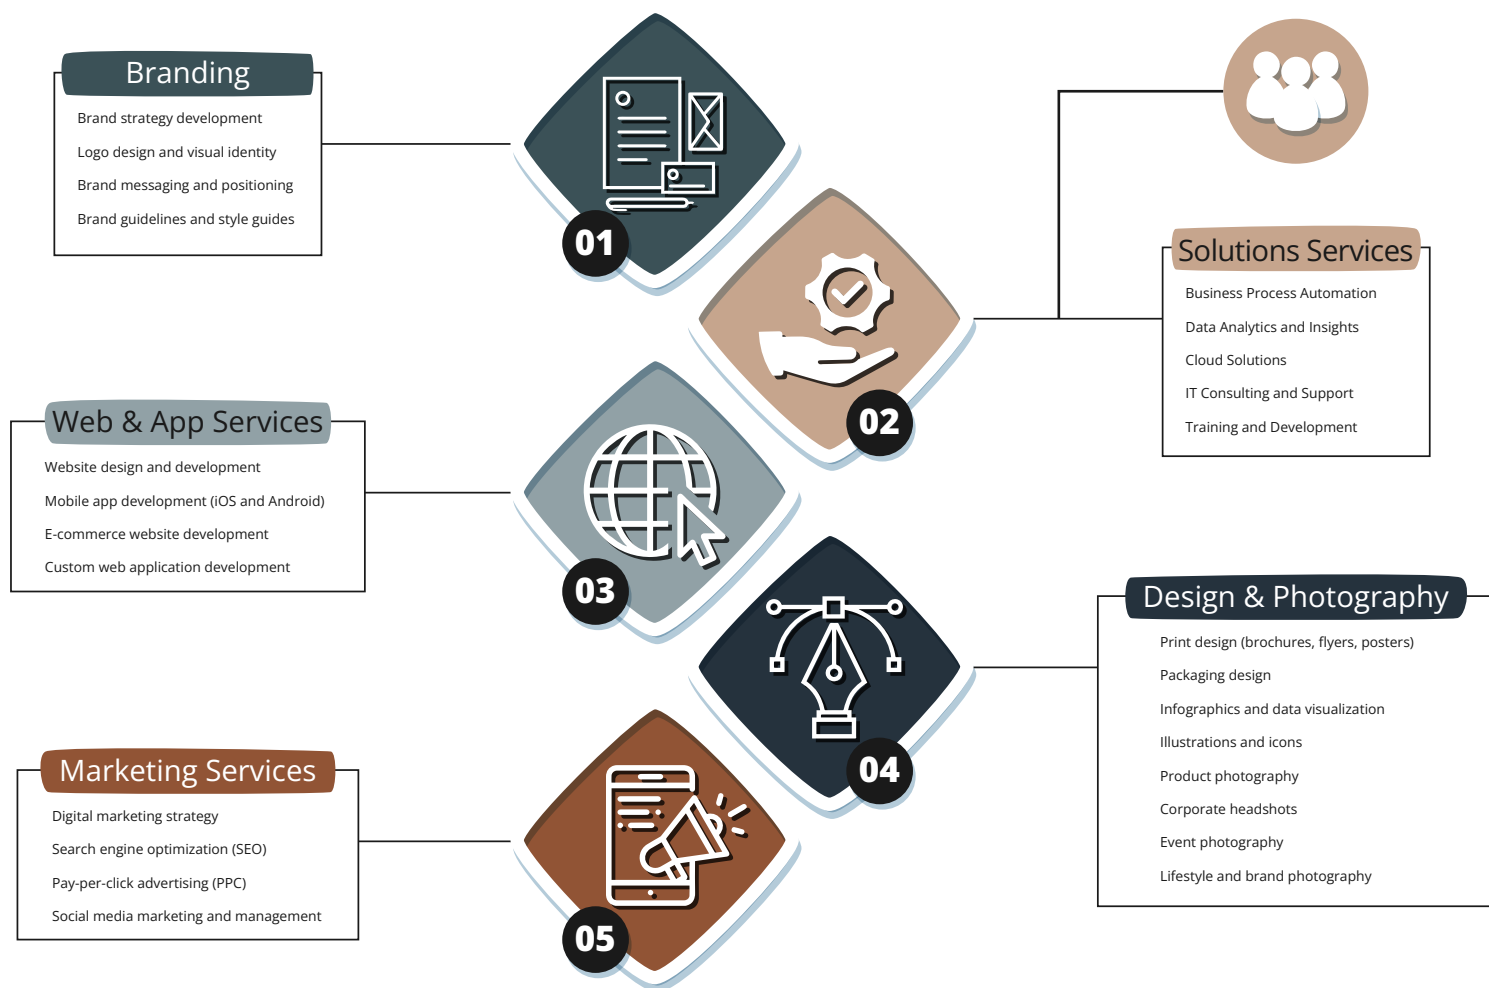 Branding
Brand strategy development
Logo design and visual identity
Brand messaging and positioning
Brand guidelines and style guides
01
Solutions Services
Business Process Automation
Data Analytics and Insights
Cloud Solutions
IT Consulting and Support
Training and Development
02
Web & App Services
Website design and development
Mobile app development (iOS and Android)
E-commerce website development
Custom web application development
03
Design & Photography
Print design (brochures, flyers, posters)
Packaging design
Infographics and data visualization
Illustrations and icons
Product photography
Corporate headshots
Event photography
Lifestyle and brand photography
04
Marketing Services
Digital marketing strategy
Search engine optimization (SEO)
Pay-per-click advertising (PPC)
Social media marketing and management
05